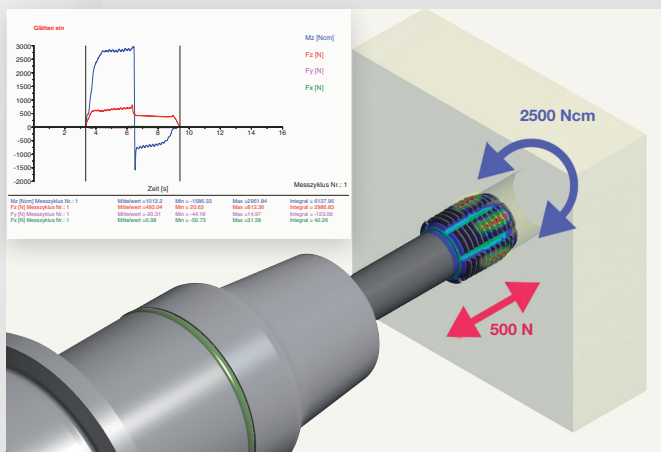 Glätten ein
Mz [Ncm]
Fz [N]
Fy [N]
Fx [N]
3000
2500
2000
1500
1000
500
0
-500
-1000
-1500
-2000
2 4 6 8 10 12 14 16
Zeit [s]
Messzyklus Nr.: 1
Mz [Ncm] Messzyklus Nr.: 1 Mittelwert =1013.2 Min = -1586.33 Max =2961.84 Integral = 6137.95
Fz [N] Messzyklus Nr.: 1 Mittelwert =493.04 Min = 20.63 Max =812.36 Integral = 2986.83
Fy [N] Messzyklus Nr.: 1 Mittelwert =-20.31 Min = -44.16 Max =14.97 Integral = -123.06
Fx [N] Messzyklus Nr.: 1 Mittelwert =6.98 Min = -50.73 Max =31.58 Integral = 42.26
2500 Ncm
500 N